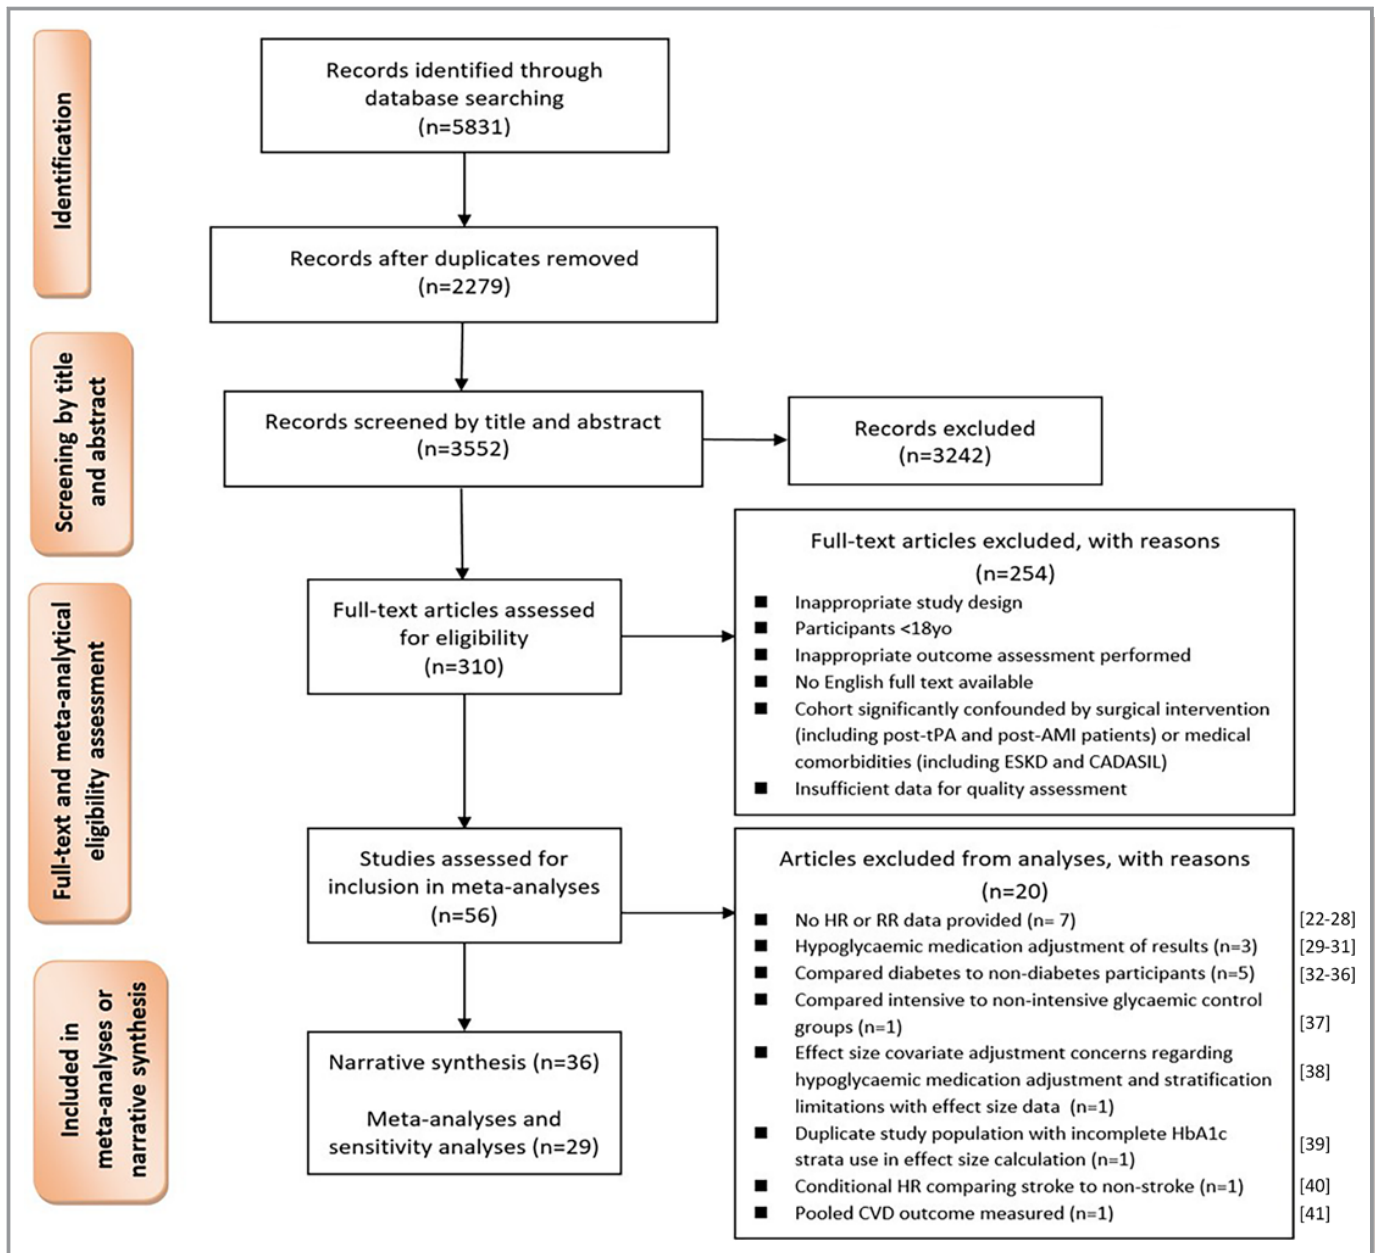 Identification
Records identified through
database searching
(n=5831)
Records after duplicates removed
(n=2279)
Screening by title
and abstract
Records screened by title and abstract
(n=3552)
Records excluded
(n=3242)
Full-text and meta-analytical
eligibility assessment
Full-text articles assessed
for eligibility
(n=310)
Full-text articles excluded, with reasons
(n=254)
■ Inappropriate study design
■ Participants <18yo
■ Inappropriate outcome assessment performed
■ No English full text available
■ Cohort significantly confounded by surgical intervention
(including post-tPA and post-AMI patients) or medical
comorbidities (including ESKD and CADASIL)
■ Insufficient data for quality assessment
Studies assessed for
inclusion in meta-analyses
(n=56)
Articles excluded from analyses, with reasons
(n=20)
■ No HR or RR data provided (n= 7) [22-28]
■ Hypoglycaemic medication adjustment of results (n=3) [29-31]
■ Compared diabetes to non-diabetes participants (n=5) [32-36]
■ Compared intensive to non-intensive glycaemic control
groups (n=1) [37]
■ Effect size covariate adjustment concerns regarding
hypoglycaemic medication adjustment and stratification [38]
limitations with effect size data (n=1)
■ Duplicate study population with incomplete HbA1c
strata use in effect size calculation (n=1) [39]
■ Conditional HR comparing stroke to non-stroke (n=1) [40]
■ Pooled CVD outcome measured (n=1) [41]
Included in
meta-analyses or
narrative synthesis
Narrative synthesis (n=36)
Meta-analyses and
sensitivity analyses (n=29)